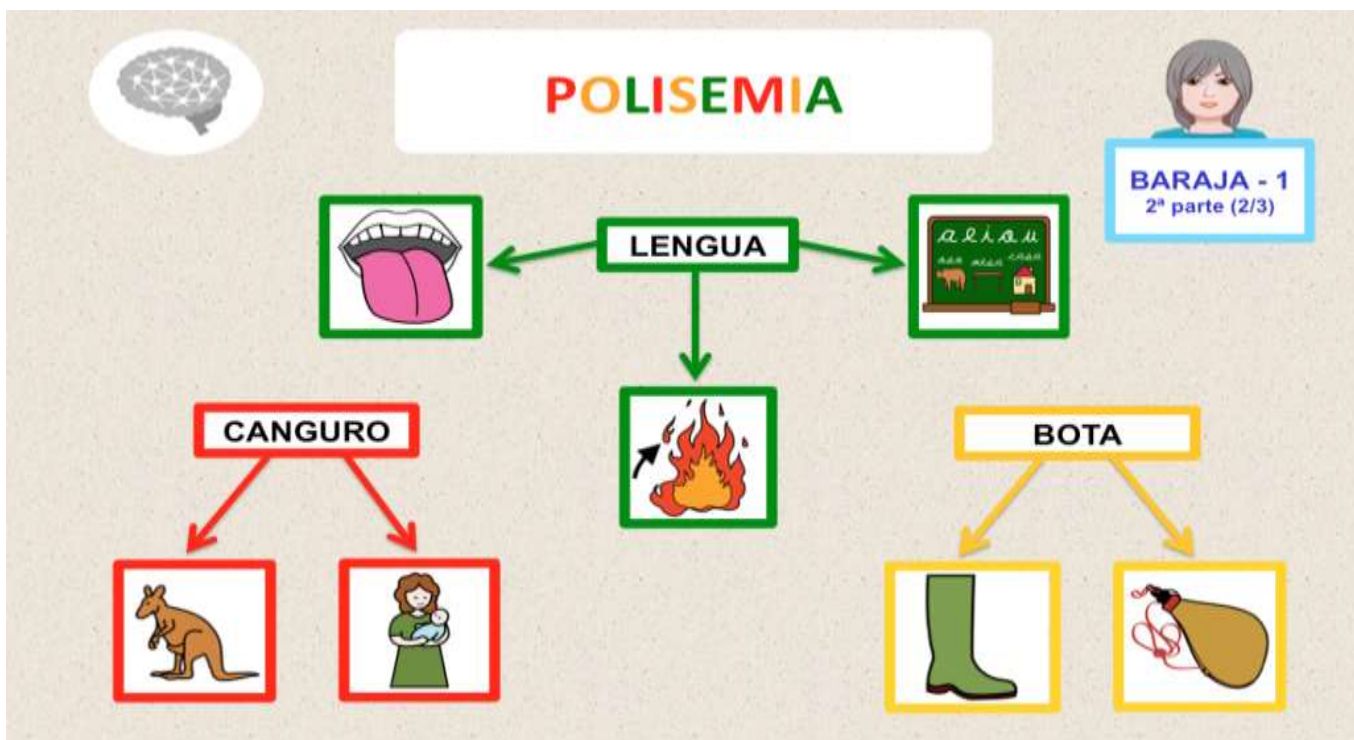 POLISEMIA
BARAJA - 1
2ª parte (2/3)
LENGUA
a e i o u
CANGURO
BOTA